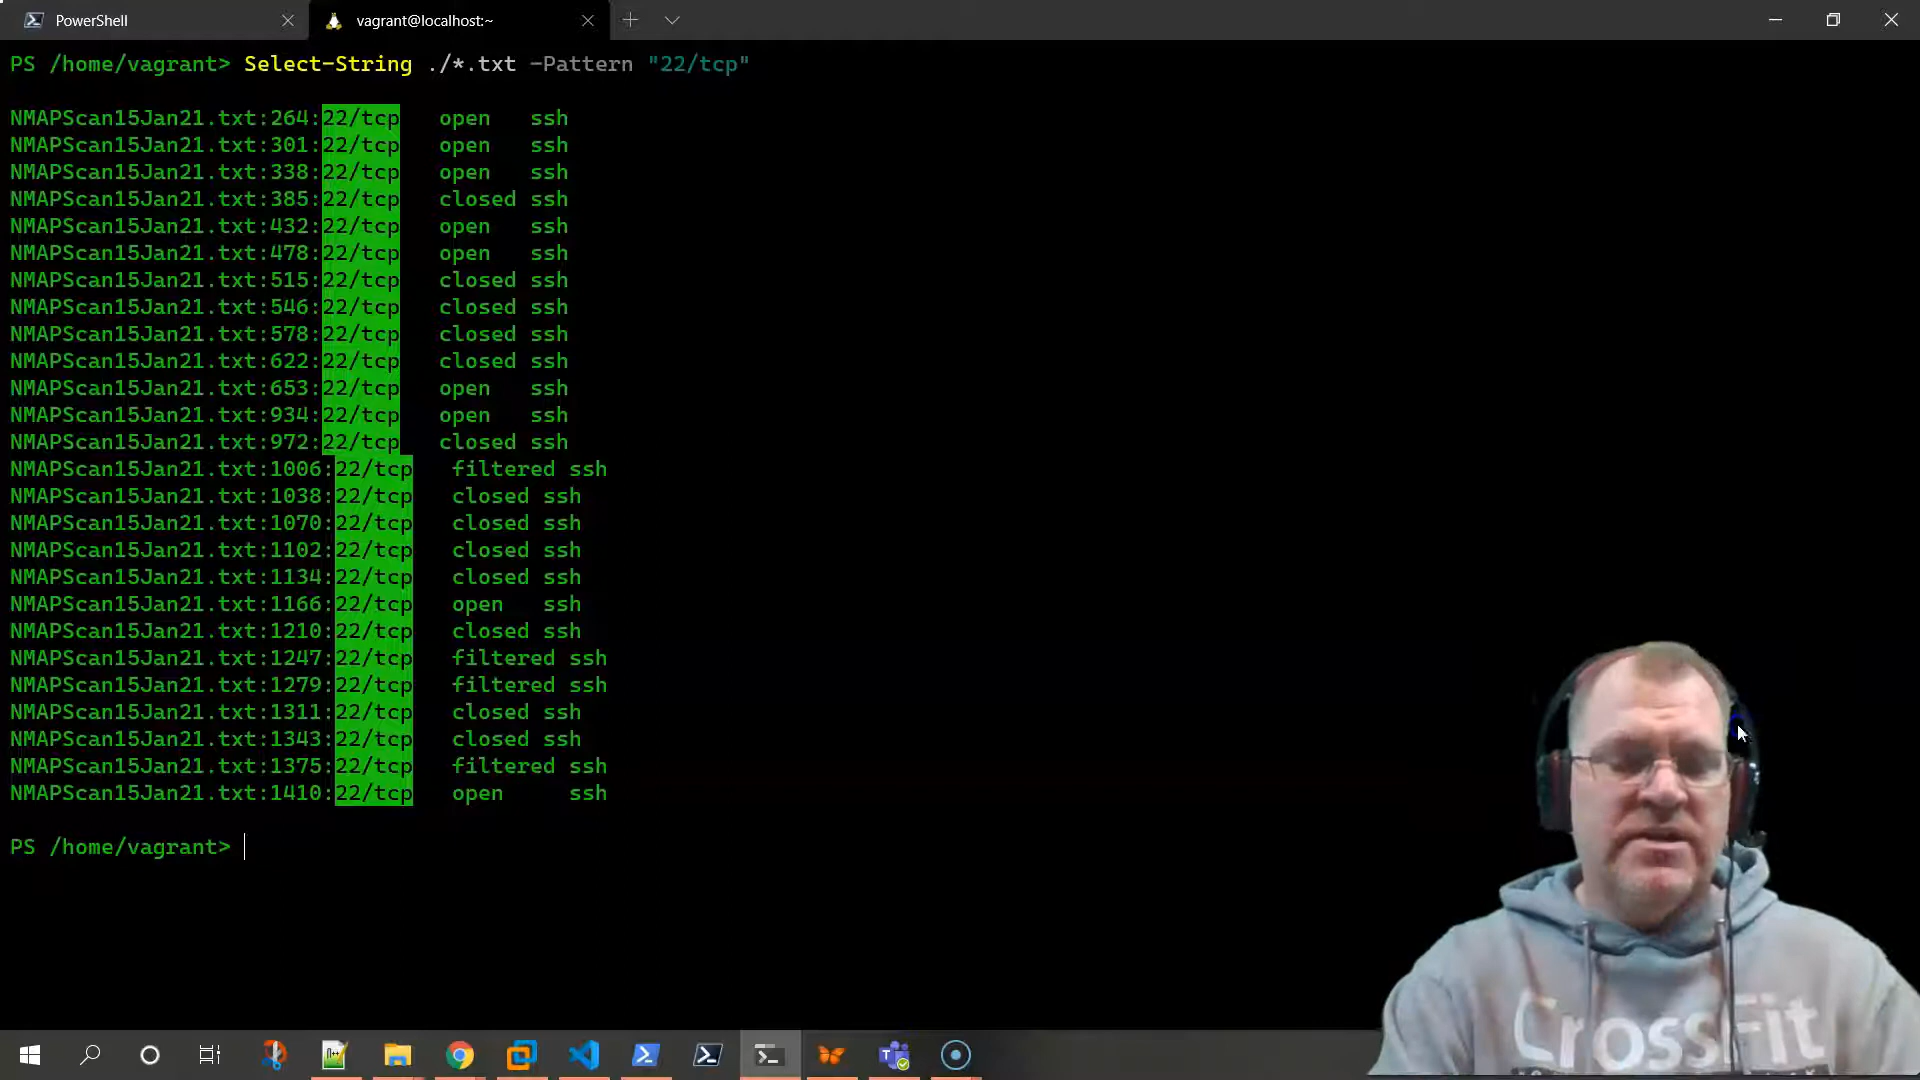 PowerShell
vagrant@localhost:~
PS /home/vagrant> Select-String ./*.txt -Pattern "22/tcp"
NMAPScan15Jan21.txt:264:22/tcp   open   ssh
NMAPScan15Jan21.txt:301:22/tcp   open   ssh
NMAPScan15Jan21.txt:338:22/tcp   open   ssh
NMAPScan15Jan21.txt:385:22/tcp   closed ssh
NMAPScan15Jan21.txt:432:22/tcp   open   ssh
NMAPScan15Jan21.txt:478:22/tcp   open   ssh
NMAPScan15Jan21.txt:515:22/tcp   closed ssh
NMAPScan15Jan21.txt:546:22/tcp   closed ssh
NMAPScan15Jan21.txt:578:22/tcp   closed ssh
NMAPScan15Jan21.txt:622:22/tcp   closed ssh
NMAPScan15Jan21.txt:653:22/tcp   open   ssh
NMAPScan15Jan21.txt:934:22/tcp   open   ssh
NMAPScan15Jan21.txt:972:22/tcp   closed ssh
NMAPScan15Jan21.txt:1006:22/tcp   filtered ssh
NMAPScan15Jan21.txt:1038:22/tcp   closed ssh
NMAPScan15Jan21.txt:1070:22/tcp   closed ssh
NMAPScan15Jan21.txt:1102:22/tcp   closed ssh
NMAPScan15Jan21.txt:1134:22/tcp   closed ssh
NMAPScan15Jan21.txt:1166:22/tcp   open   ssh
NMAPScan15Jan21.txt:1210:22/tcp   closed ssh
NMAPScan15Jan21.txt:1247:22/tcp   filtered ssh
NMAPScan15Jan21.txt:1279:22/tcp   filtered ssh
NMAPScan15Jan21.txt:1311:22/tcp   closed ssh
NMAPScan15Jan21.txt:1343:22/tcp   closed ssh
NMAPScan15Jan21.txt:1375:22/tcp   filtered ssh
NMAPScan15Jan21.txt:1410:22/tcp   open     ssh
PS /home/vagrant>
CrossFit